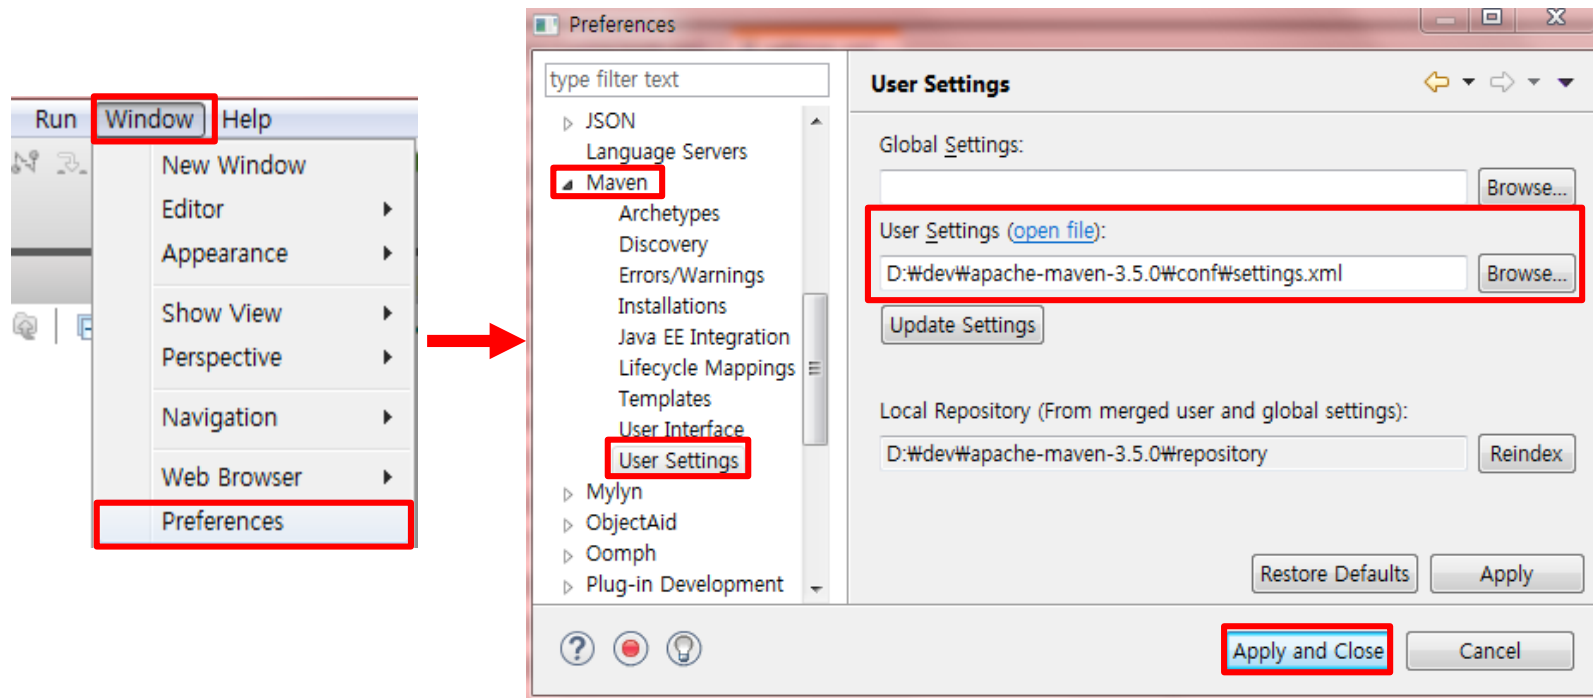 Run Window Help
New Window
Editor
Appearance
Show View
Perspective
Navigation
Web Browser
Preferences
Preferences
type filter text
JSON
Language Servers
Maven
Archetypes
Discovery
Errors/Warnings
Installations
Java EE Integration
Lifecycle Mappings
Templates
User Interface
User Settings
Mylyn
ObjectAid
Oomph
Plug-in Development
User Settings
Global Settings:
Browse...
User Settings (open file):
D:₩dev₩apache-maven-3.5.0₩conf₩settings.xml Browse...
Update Settings
Local Repository (From merged user and global settings):
D:₩dev₩apache-maven-3.5.0₩repository Reindex
Restore Defaults Apply
Apply and Close Cancel